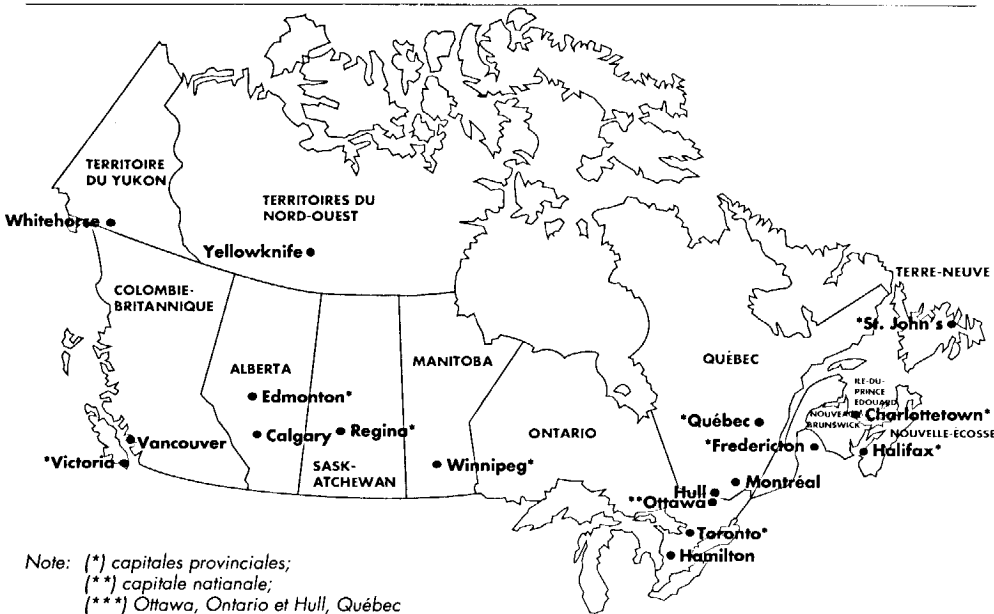 TERRITOIRE
DU YUKON
TERRITOIRES DU
NORD-OUEST
Whitehorse
Yellowknife
TERRE-NEUVE
COLOMBIE-
BRITANNIQUE
*St. John's
QUÉBEC
MANITOBA
ALBERTA
ILE-DU-
PRINCE
EDOUARD
Edmonton*
NOUVEAU
BRUNSWICK
Charlottetown*
*Québec
Regina*
Calgary
ONTARIO
NOUVELLE-ÉCOSSE
Vancouver
*Fredericton
Halifax*
*Victoria
Winnipeg*
SASK-
ATCHEWAN
Montréal
Hull
**Ottawa
Toronto*
Hamilton
Note: (*) capitales provinciales;
(**) capitale natianale;
(***) Ottawa, Ontario et Hull, Québec